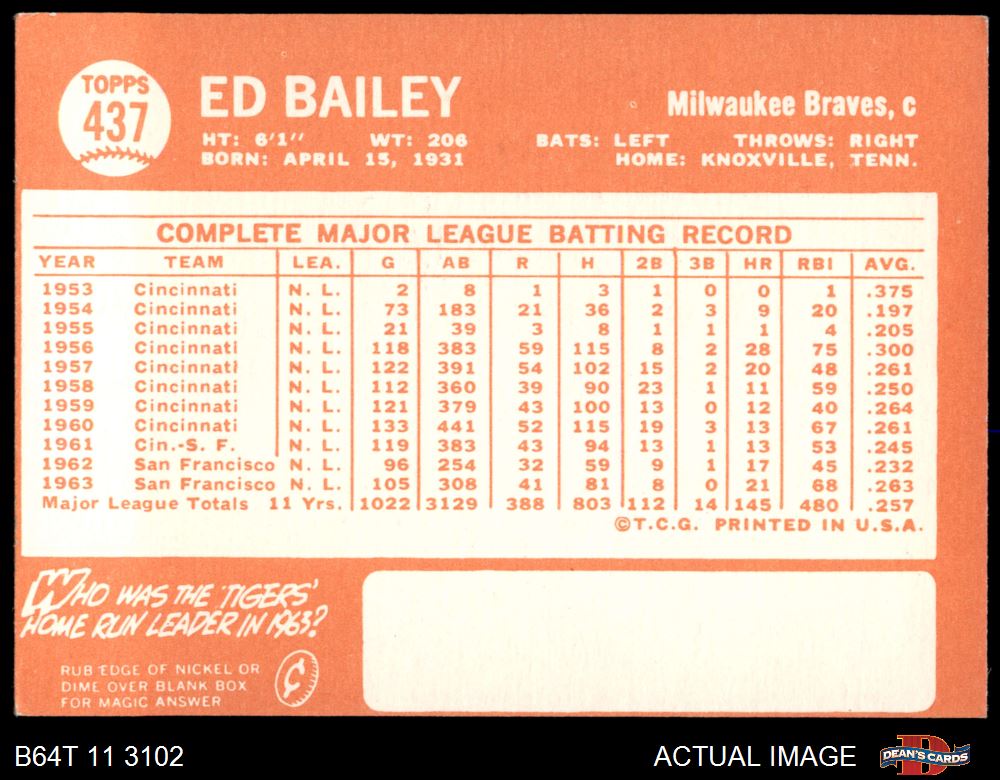 TOPPS
437
ED BAILEY
Milwaukee Braves, c
HT: 6'1" WT: 206 BATS: LEFT THROWS: RIGHT
BORN: APRIL 15, 1931 HOME: KNOXVILLE, TENN.
COMPLETE MAJOR LEAGUE BATTING RECORD
YEAR TEAM LEA. G AB R H 2B 3B HR RBI AVG.
1953 Cincinnati N. L. 2 8 1 3 1 0 0 1 .375
1954 Cincinnati N. L. 73 183 21 36 2 3 9 20 .197
1955 Cincinnati N. L. 21 39 3 8 1 1 1 4 .205
1956 Cincinnati N. L. 118 383 59 115 8 2 28 75 .300
1957 Cincinnati N. L. 122 391 54 102 15 2 20 48 .261
1958 Cincinnati N. L. 112 360 39 90 23 1 11 59 .250
1959 Cincinnati N. L. 121 379 43 100 13 0 12 40 .264
1960 Cincinnati N. L. 133 441 52 115 19 3 13 67 .261
1961 Cin.-S. F. N. L. 119 383 43 94 13 1 13 53 .245
1962 San Francisco N. L. 96 254 32 59 9 1 17 45 .232
1963 San Francisco N. L. 105 308 41 81 8 0 21 68 .263
Major League Totals 11 Yrs. 1022 3129 388 803 112 14 145 480 .257
©T.C.G. PRINTED IN U.S.A.
WHO WAS THE TIGERS'
HOME RUN LEADER IN 1963?
RUB EDGE OF NICKEL OR
DIME OVER BLANK BOX
FOR MAGIC ANSWER
¢
B64T 11 3102
ACTUAL IMAGE
DEAN'S CARDS